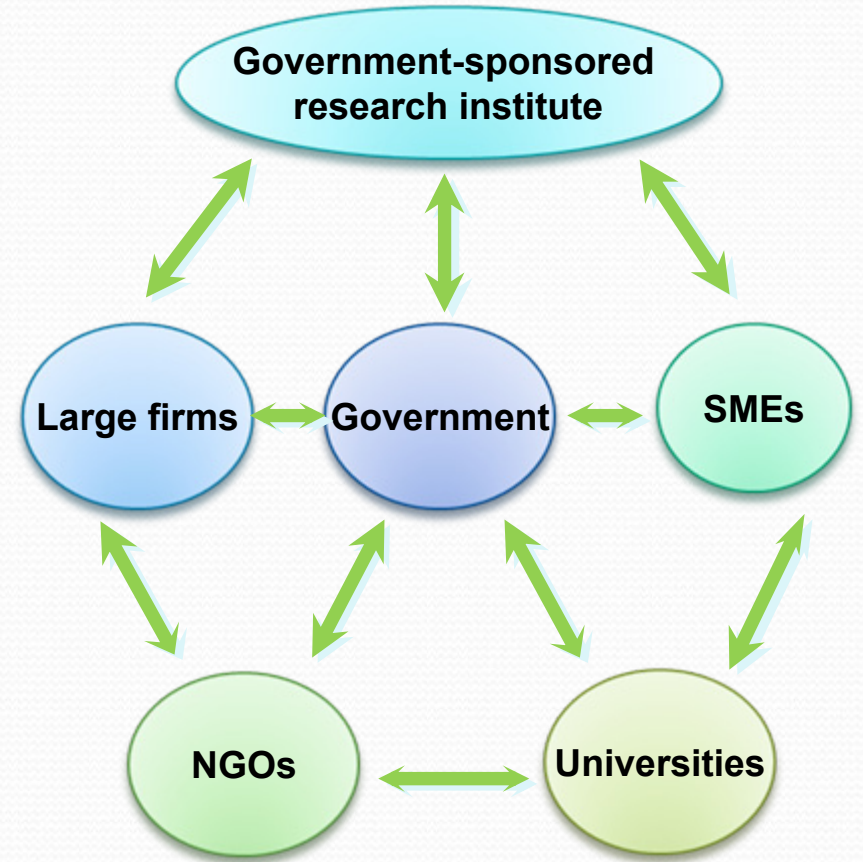 Government-sponsored
research institute
Large firms
Government
SMEs
NGOs
Universities